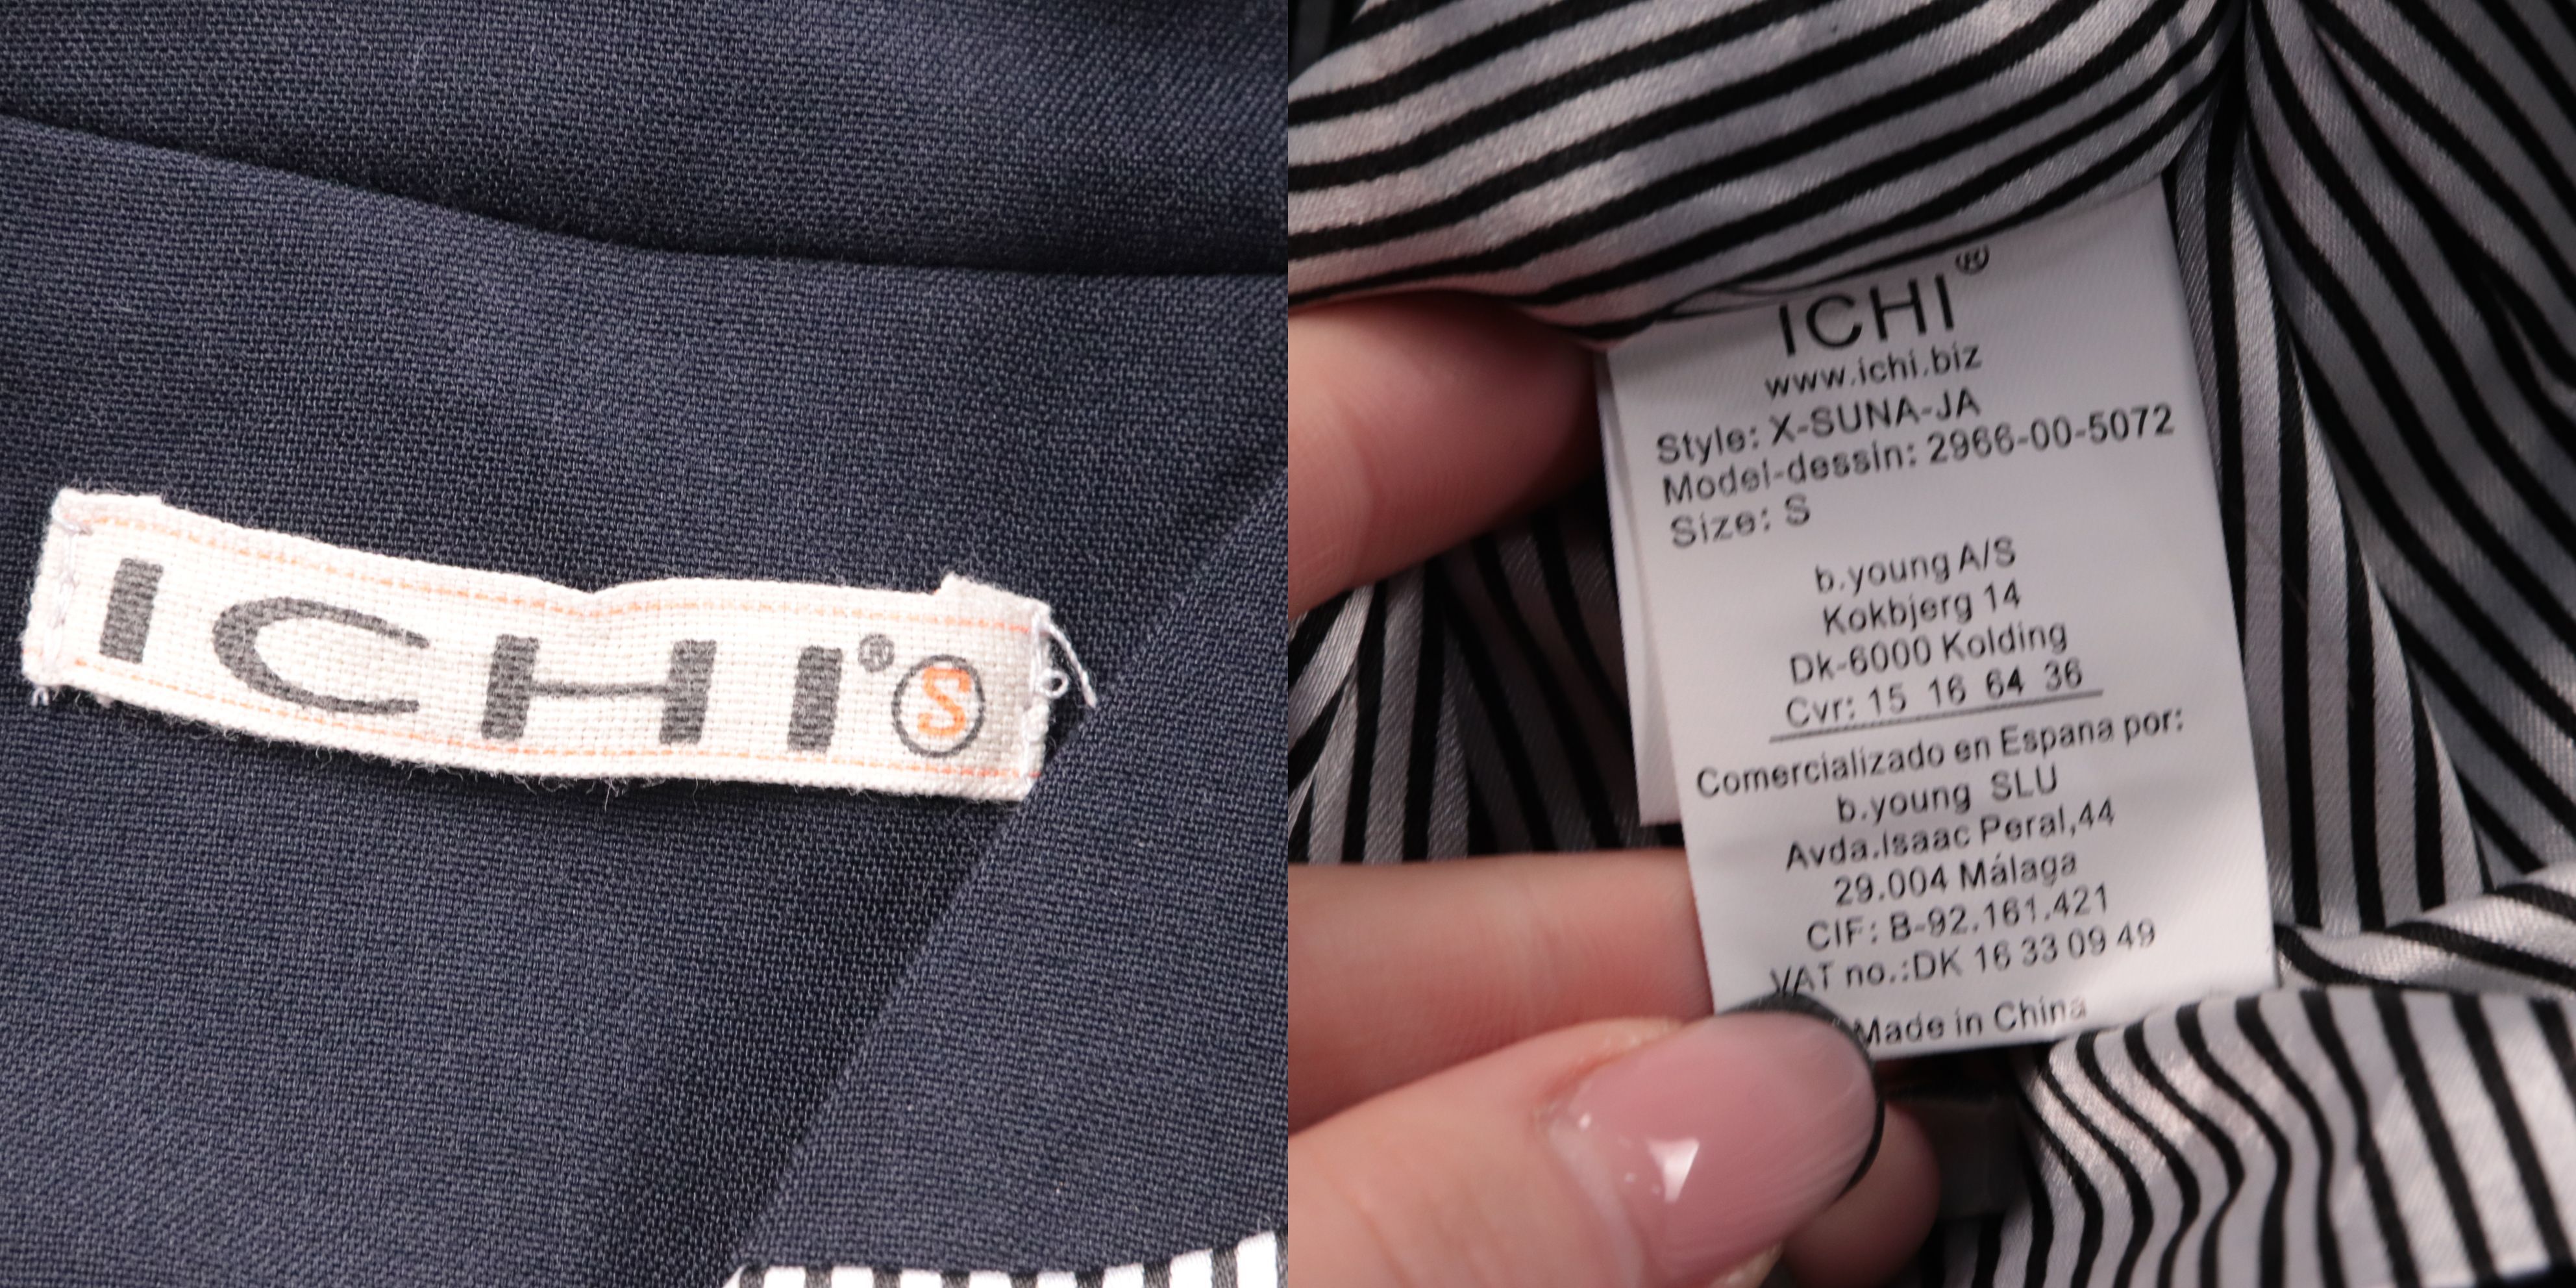 ICHI® S
ICHI®
www.ichi.biz
Style: X-SUNA-JA
Model-dessin: 2966-00-5072
Size: S
b.young A/S
Kokbjerg 14
Dk-6000 Kolding
Cvr: 15 16 64 36
Comercializado en Espana por:
b.young SLU
Avda.Isaac Peral,44
29.004 Málaga
CIF: B-92.161.421
VAT no.:DK 16 33 09 49
Made in China